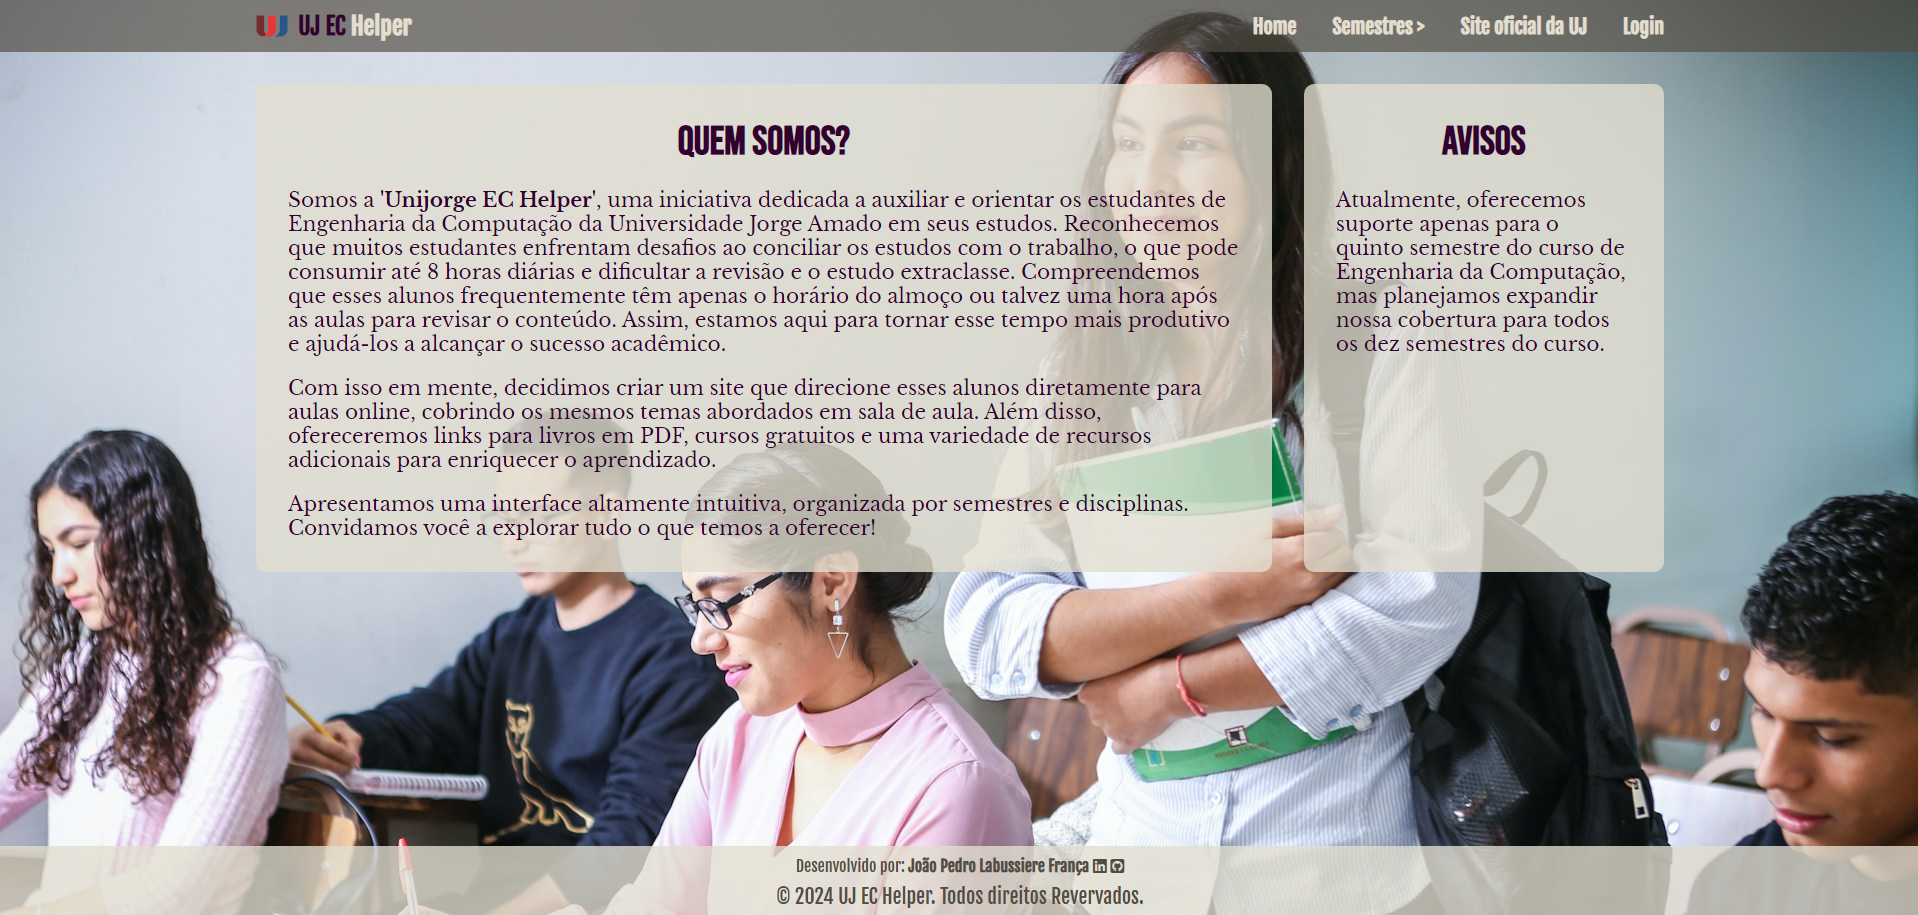 UJ EC Helper
Home Semestres > Site oficial da UJ Login
QUEM SOMOS?
Somos a 'Unijorge EC Helper', uma iniciativa dedicada a auxiliar e orientar os estudantes de
Engenharia da Computação da Universidade Jorge Amado em seus estudos. Reconhecemos
que muitos estudantes enfrentam desafios ao conciliar os estudos com o trabalho, o que pode
consumir até 8 horas diárias e dificultar a revisão e o estudo extraclasse. Compreendemos
que esses alunos frequentemente têm apenas o horário do almoço ou talvez uma hora após
as aulas para revisar o conteúdo. Assim, estamos aqui para tornar esse tempo mais produtivo
e ajudá-los a alcançar o sucesso acadêmico.
Com isso em mente, decidimos criar um site que direcione esses alunos diretamente para
aulas online, cobrindo os mesmos temas abordados em sala de aula. Além disso,
ofereceremos links para livros em PDF, cursos gratuitos e uma variedade de recursos
adicionais para enriquecer o aprendizado.
Apresentamos uma interface altamente intuitiva, organizada por semestres e disciplinas.
Convidamos você a explorar tudo o que temos a oferecer!
AVISOS
Atualmente, oferecemos
suporte apenas para o
quinto semestre do curso de
Engenharia da Computação,
mas planejamos expandir
nossa cobertura para todos
os dez semestres do curso.
Desenvolvido por: João Pedro Labussiere França
© 2024 UJ EC Helper. Todos direitos Revervados.